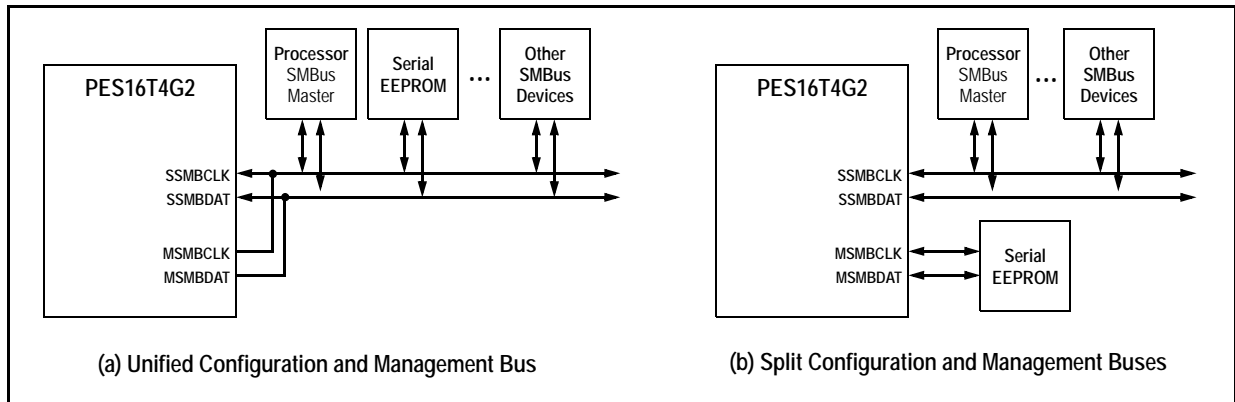 PES16T4G2
Processor
SMBus
Master
Serial
EEPROM
...
Other
SMBus
Devices
SSMBCLK
SSMBDAT
MSMBCLK
MSMBDAT
(a) Unified Configuration and Management Bus
PES16T4G2
Processor
SMBus
Master
...
Other
SMBus
Devices
SSMBCLK
SSMBDAT
MSMBCLK
MSMBDAT
Serial
EEPROM
(b) Split Configuration and Management Buses